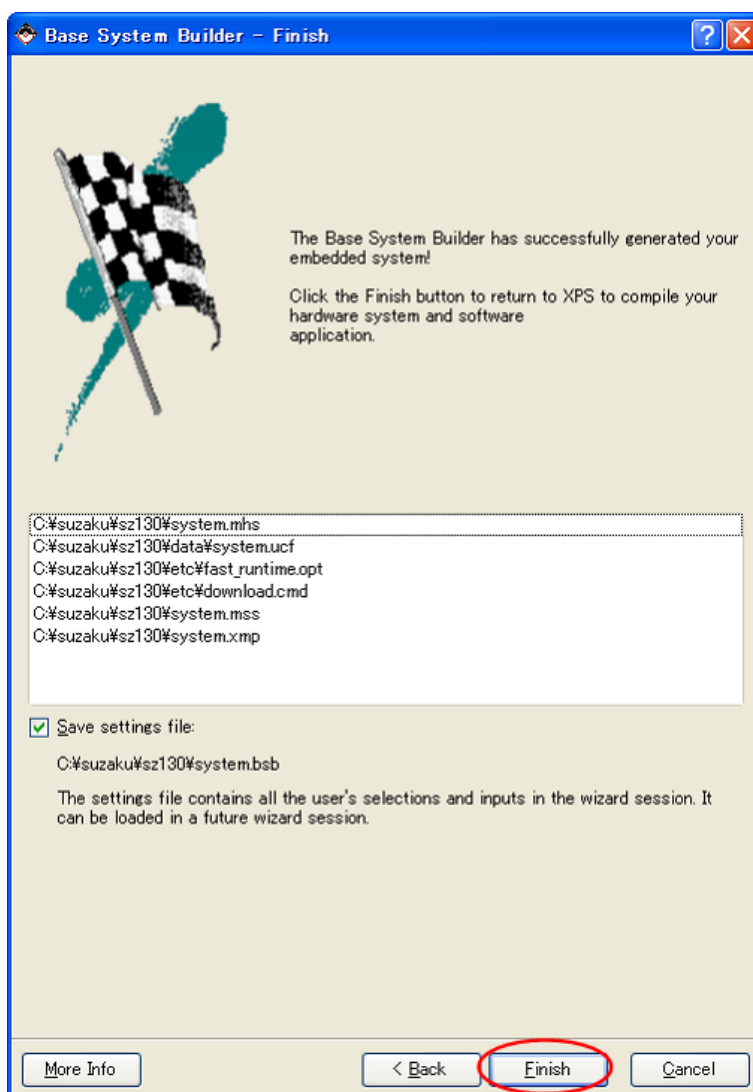 Base System Builder - Finish
The Base System Builder has successfully generated your
embedded system!
Click the Finish button to return to XPS to compile your
hardware system and software
application.
C:¥suzaku¥sz130¥system.mhs
C:¥suzaku¥sz130¥data¥system.ucf
C:¥suzaku¥sz130¥etc¥fast_runtime.opt
C:¥suzaku¥sz130¥etc¥download.cmd
C:¥suzaku¥sz130¥system.mss
C:¥suzaku¥sz130¥system.xmp
Save settings file:
C:¥suzaku¥sz130¥system.bsb
The settings file contains all the user's selections and inputs in the wizard session. It
can be loaded in a future wizard session.
More Info < Back Finish Cancel